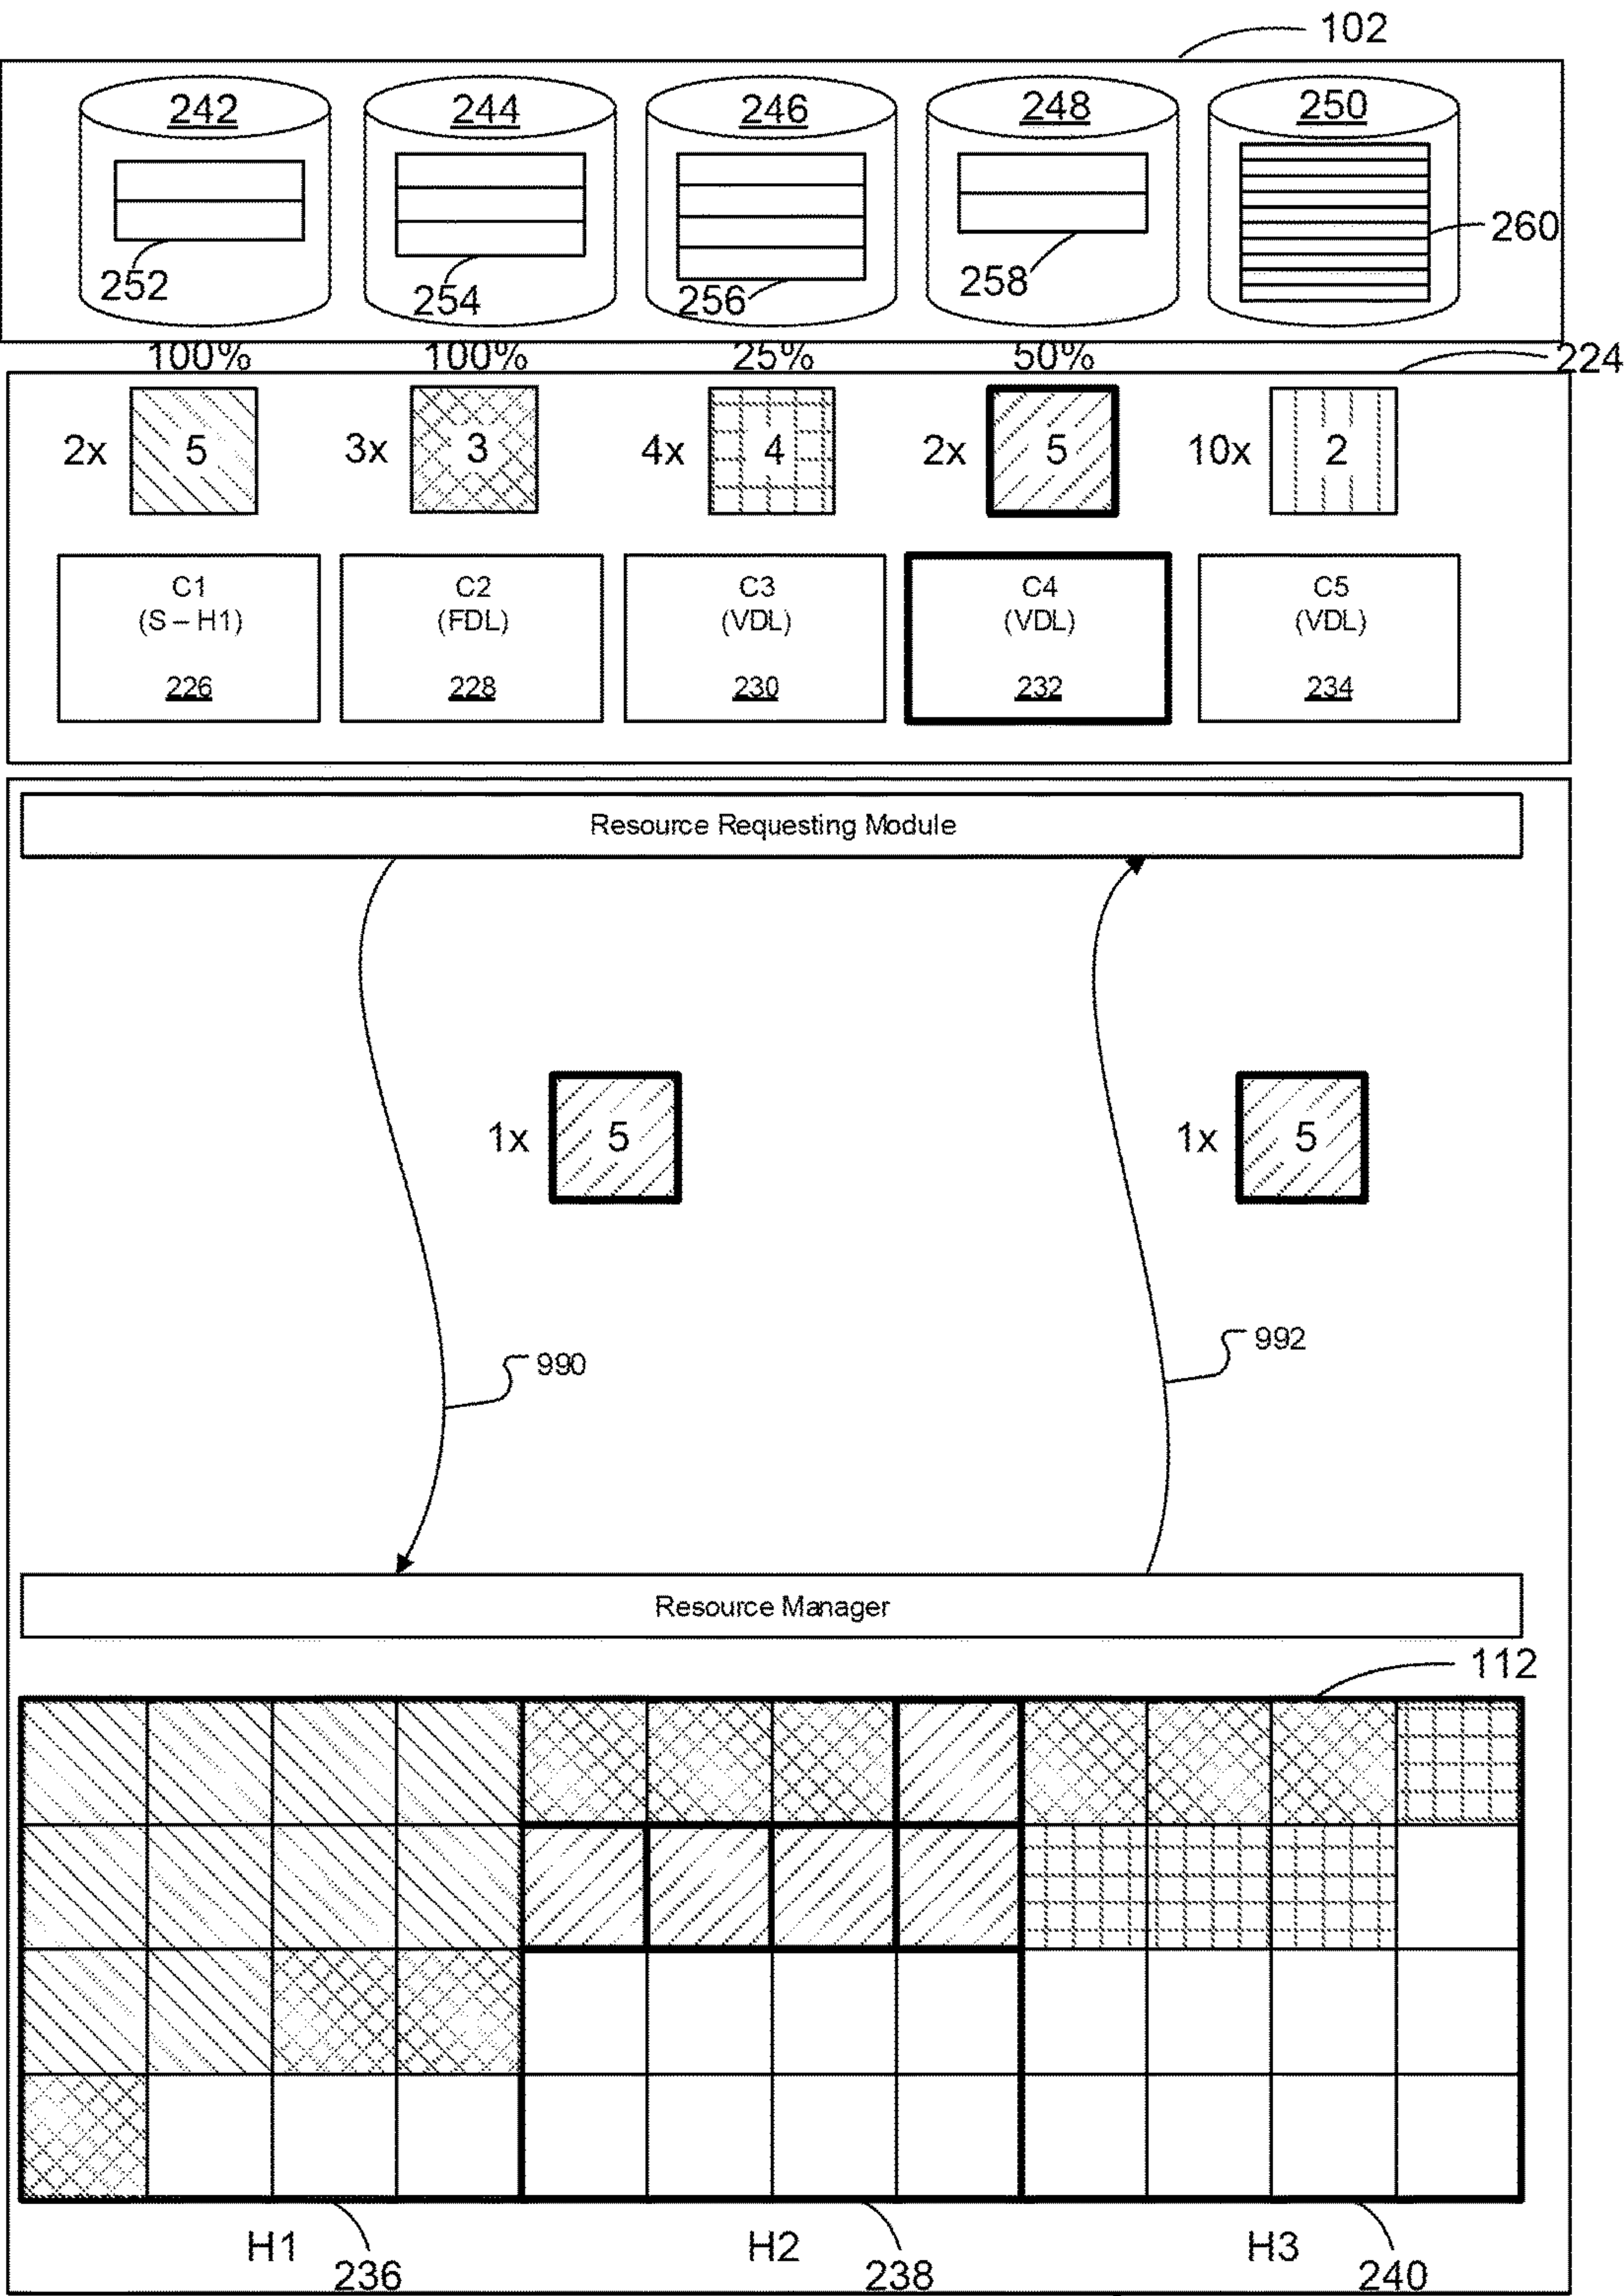 102
242 244 246 248 250
260
252 254 256 258
100% 100% 25% 50%
224
2x 5 3x 3 4x 4 2x 5 10x 2
C1 C2 C3 C4 C5
(S – H1) (FDL) (VDL) (VDL) (VDL)
226 228 230 232 234
Resource Requesting Module
1x 5 1x 5
992
990
Resource Manager
112
H1 H2 H3
236 238 240